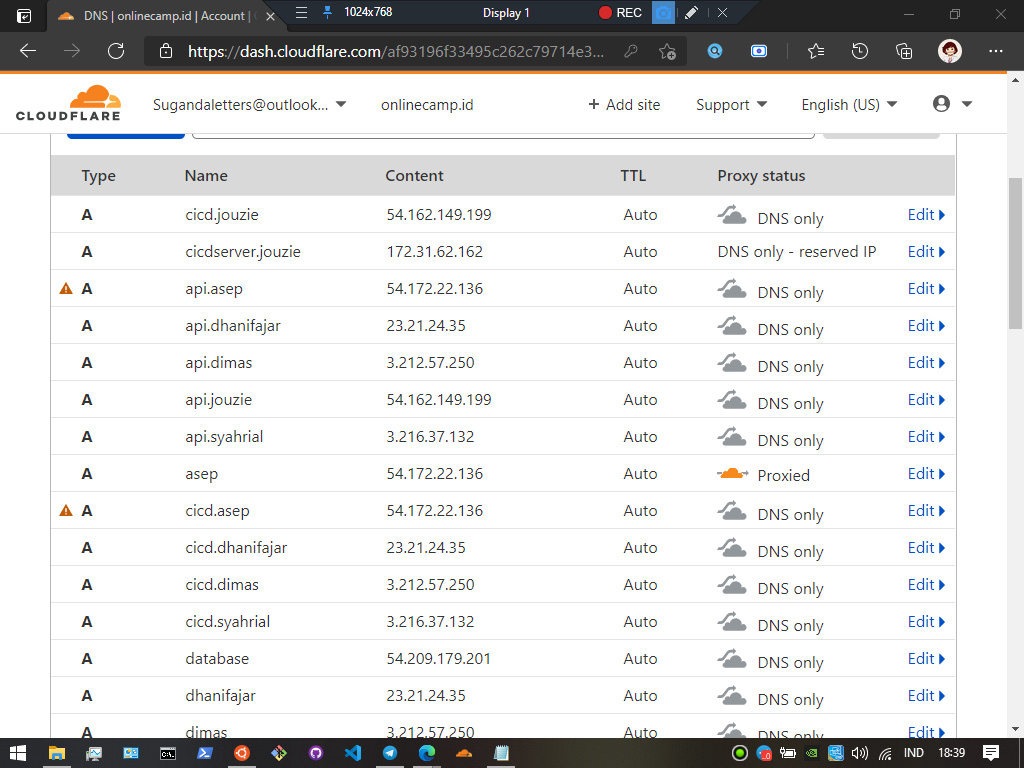 1024x768 Display 1 REC
DNS | onlinecamp.id | Account |
https://dash.cloudflare.com/af93196f33495c262c79714e3...
CLOUDFLARE Sugandaletters@outlook... onlinecamp.id + Add site Support English (US)
Type Name Content TTL Proxy status
A cicd.jouzie 54.162.149.199 Auto DNS only Edit
A cicdserver.jouzie 172.31.62.162 Auto DNS only - reserved IP Edit
A api.asep 54.172.22.136 Auto DNS only Edit
A api.dhanifajar 23.21.24.35 Auto DNS only Edit
A api.dimas 3.212.57.250 Auto DNS only Edit
A api.jouzie 54.162.149.199 Auto DNS only Edit
A api.syahrial 3.216.37.132 Auto DNS only Edit
A asep 54.172.22.136 Auto Proxied Edit
A cicd.asep 54.172.22.136 Auto DNS only Edit
A cicd.dhanifajar 23.21.24.35 Auto DNS only Edit
A cicd.dimas 3.212.57.250 Auto DNS only Edit
A cicd.syahrial 3.216.37.132 Auto DNS only Edit
A database 54.209.179.201 Auto DNS only Edit
A dhanifajar 23.21.24.35 Auto DNS only Edit
A dimas 3.212.57.250 Auto DNS only Edit
IND 18:39